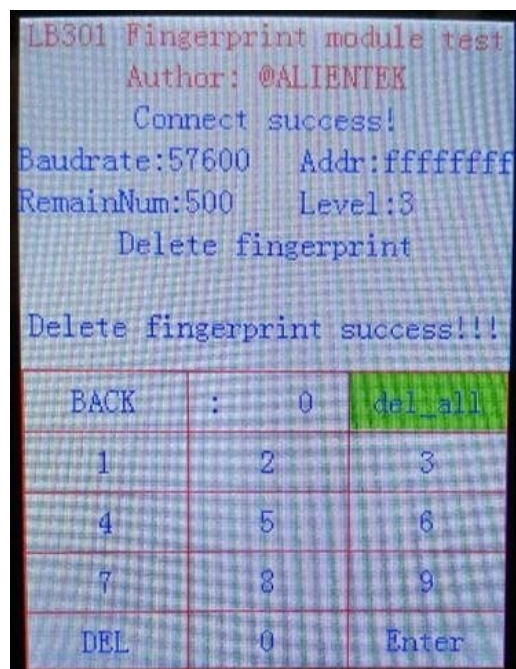 LB301 Fingerprint module test
Author: @ALIENTEK
Connect success!
Baudrate:57600 Addr:ffffffff
RemainNum:500 Level:3
Delete fingerprint
Delete fingerprint success!!!
BACK : 0 del_all
1 2 3
4 5 6
7 8 9
DEL 0 Enter